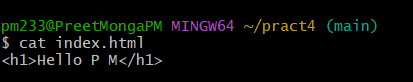 pm233@PreetMongaPM MINGW64 ~/pract4 (main)
$ cat index.html
<h1>Hello P M</h1>